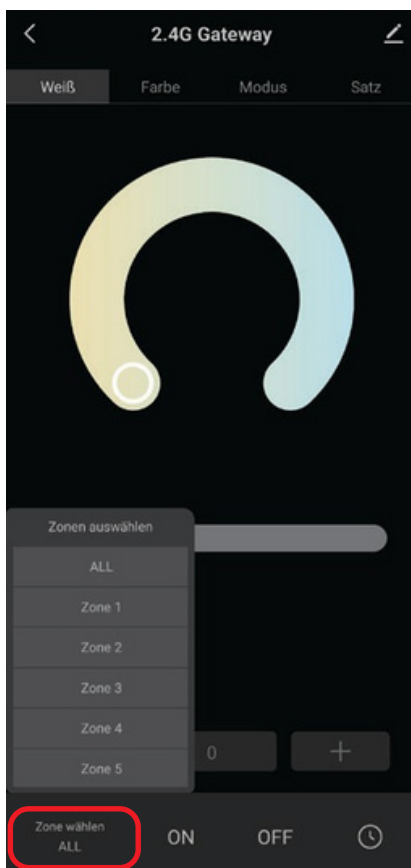 2.4G Gateway
Weiß Farbe Modus Satz
Zonen auswählen
ALL
Zone 1
Zone 2
Zone 3
Zone 4
0 +
Zone 5
Zone wählen
ALL
ON OFF